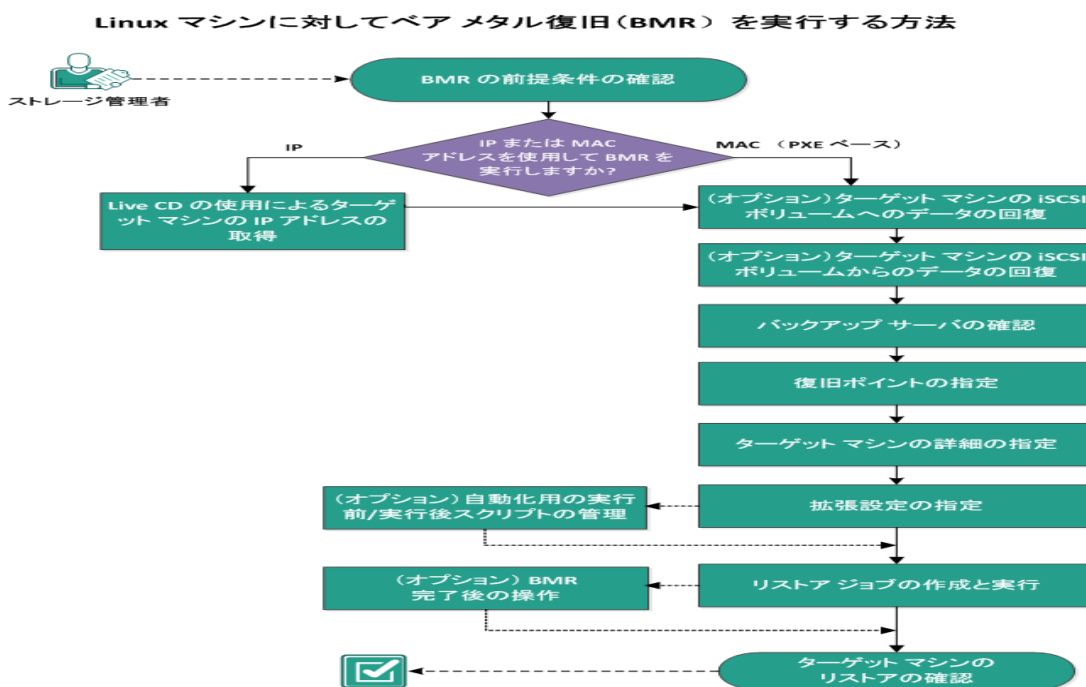 Linux マシンに対してベア メタル復旧(BMR) を実行する方法
ストレージ管理者
BMR の前提条件の確認
IP または MAC
アドレスを使用して BMR を
実行しますか?
IP
MAC (PXE ベース)
Live CD の使用によるターゲ
ット マシンの IP アドレスの
取得
(オプション)ターゲット マシンの iSCSI
ボリュームへのデータの回復
(オプション)ターゲット マシンの iSCSI
ボリュームからのデータの回復
バックアップ サーバの確認
復旧ポイントの指定
ターゲット マシンの詳細の指定
拡張設定の指定
(オプション)自動化用の実行
前/実行後スクリプトの管理
リストア ジョブの作成と実行
(オプション) BMR
完了後の操作
ターゲット マシンの
リストアの確認